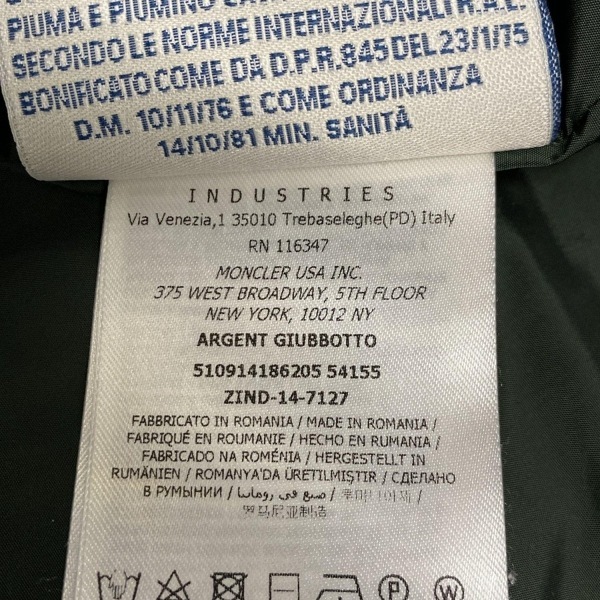 PIUMA E PIUMINO
SECONDO LE NORME INTERNAZIONALI R.A.L.
BONIFICATO COME DA D.P.R. 845 DEL 23/1/75
D.M. 10/11/76 E COME ORDINANZA
14/10/81 MIN. SANITÀ
INDUSTRIES
Via Venezia,1 35010 Trebaseleghe(PD) Italy
RN 116347
MONCLER USA INC.
375 WEST BROADWAY, 5TH FLOOR
NEW YORK, 10012 NY
ARGENT GIUBBOTTO
510914186205 54155
ZIND-14-7127
FABBRICATO IN ROMANIA / MADE IN ROMANIA /
FABRIQUÉ EN ROUMANIE / HECHO EN RUMANIA /
FABRICADO NA ROMÉNIA / HERGESTELLT IN
RUMÄNIEN / ROMANYA'DA ÜRETILMIŞTIR / СДЕЛАНО
В РУМЫНИИ / صنع في رومانيا /
罗马尼亚制造
P W